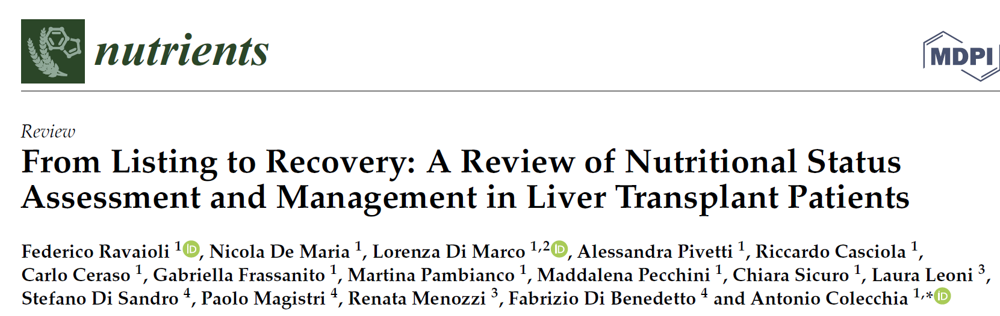 nutrients
MDPI
Review
From Listing to Recovery: A Review of Nutritional Status
Assessment and Management in Liver Transplant Patients
Federico Ravaioli 1 iD, Nicola De Maria 1, Lorenza Di Marco 1,2 iD, Alessandra Pivetti 1, Riccardo Casciola 1,
Carlo Ceraso 1, Gabriella Frassanito 1, Martina Pambianco 1, Maddalena Pecchini 1, Chiara Sicuro 1, Laura Leoni 3,
Stefano Di Sandro 4, Paolo Magistri 4, Renata Menozzi 3, Fabrizio Di Benedetto 4 and Antonio Colecchia 1,* iD